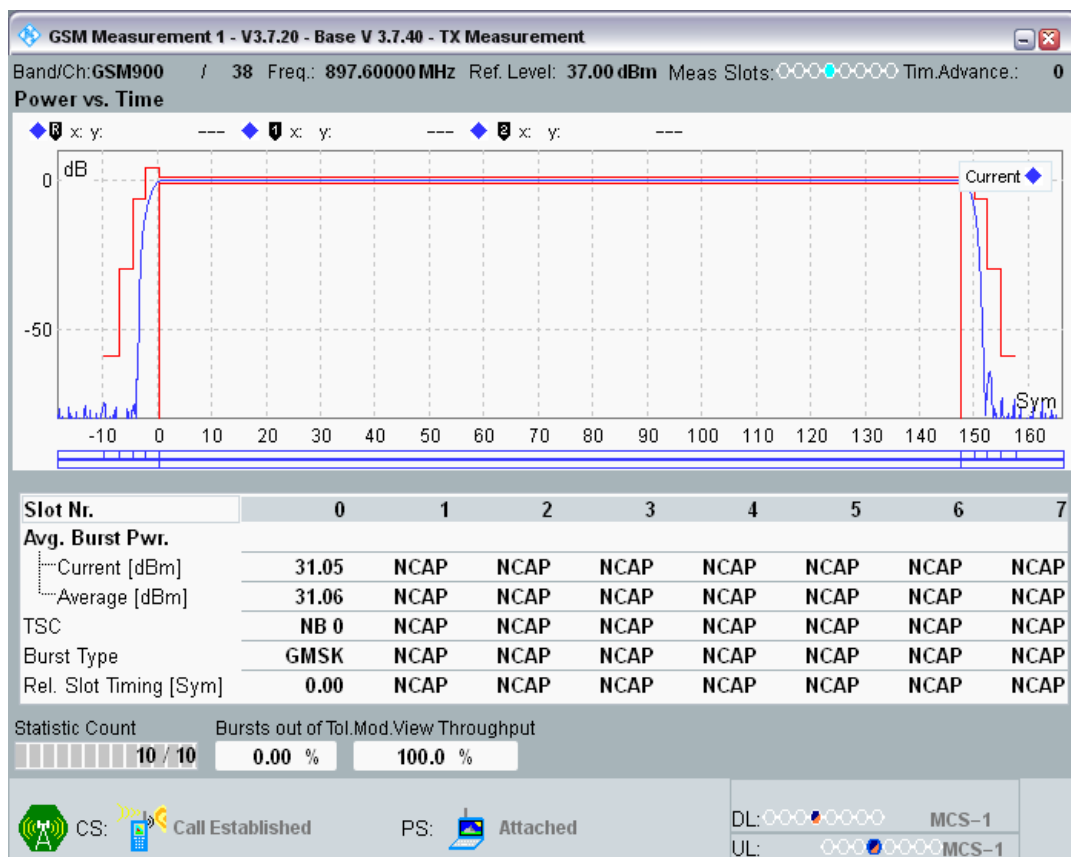 GSM Measurement 1 - V3.7.20 - Base V 3.7.40 - TX Measurement
Band/Ch:GSM900 / 38 Freq.: 897.60000 MHz Ref. Level: 37.00 dBm Meas Slots: Tim.Advance.: 0
Power vs. Time
R x: y: --- 1 x: y: --- 2 x: y: ---
dB
Current
0
-50
Sym
-10 0 10 20 30 40 50 60 70 80 90 100 110 120 130 140 150 160
Slot Nr. 0 1 2 3 4 5 6 7
Avg. Burst Pwr.
Current [dBm] 31.05 NCAP NCAP NCAP NCAP NCAP NCAP NCAP
Average [dBm] 31.06 NCAP NCAP NCAP NCAP NCAP NCAP NCAP
TSC NB 0 NCAP NCAP NCAP NCAP NCAP NCAP NCAP
Burst Type GMSK NCAP NCAP NCAP NCAP NCAP NCAP NCAP
Rel. Slot Timing [Sym] 0.00 NCAP NCAP NCAP NCAP NCAP NCAP NCAP
Statistic Count Bursts out of Tol.Mod.View Throughput
10 / 10 0.00 % 100.0 %
CS: Call Established PS: Attached
DL: MCS-1
UL: MCS-1